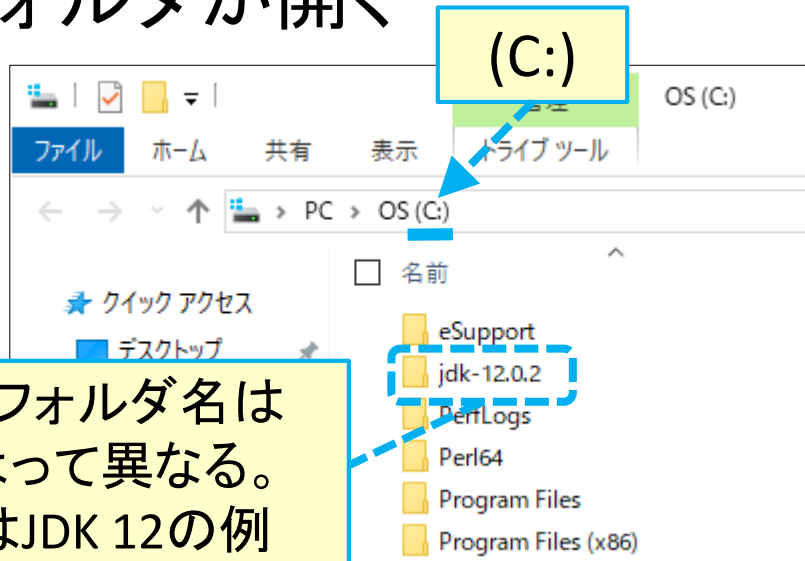 ォルダが開く
(C:)
OS (C:)
ファイル ホーム 共有 表示 ドライブ ツール
PC > OS (C:)
名前
クイック アクセス
デスクトップ
eSupport
jdk-12.0.2
PerfLogs
Perl64
Program Files
Program Files (x86)
フォルダ名は
よって異なる。
はJDK 12の例